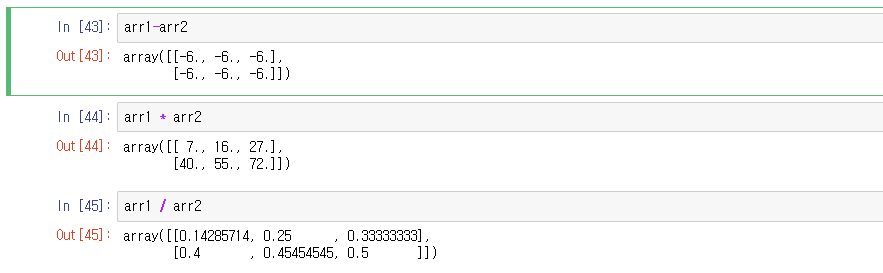 In [43]: arr1-arr2
Out[43]: array([[-6., -6., -6.],
       [-6., -6., -6.]])
In [44]: arr1 * arr2
Out[44]: array([[ 7., 16., 27.],
       [40., 55., 72.]])
In [45]: arr1 / arr2
Out[45]: array([[0.14285714, 0.25      , 0.33333333],
       [0.4       , 0.45454545, 0.5       ]])